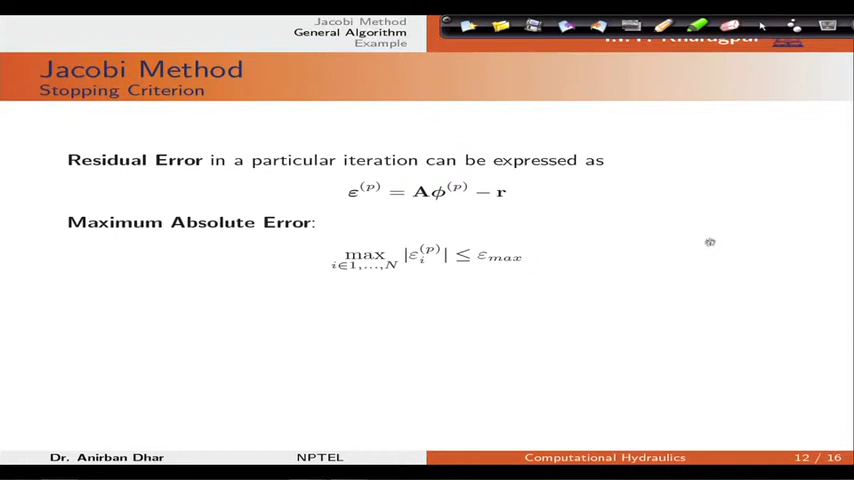 Jacobi Method
General Algorithm
Example
Jacobi Method
Stopping Criterion
Residual Error in a particular iteration can be expressed as
ε^(p) = Aϕ^(p) − r
Maximum Absolute Error:
max_{i∈1,...,N} |ε_i^(p)| ≤ ε_max
Dr. Anirban Dhar NPTEL Computational Hydraulics 12 / 16